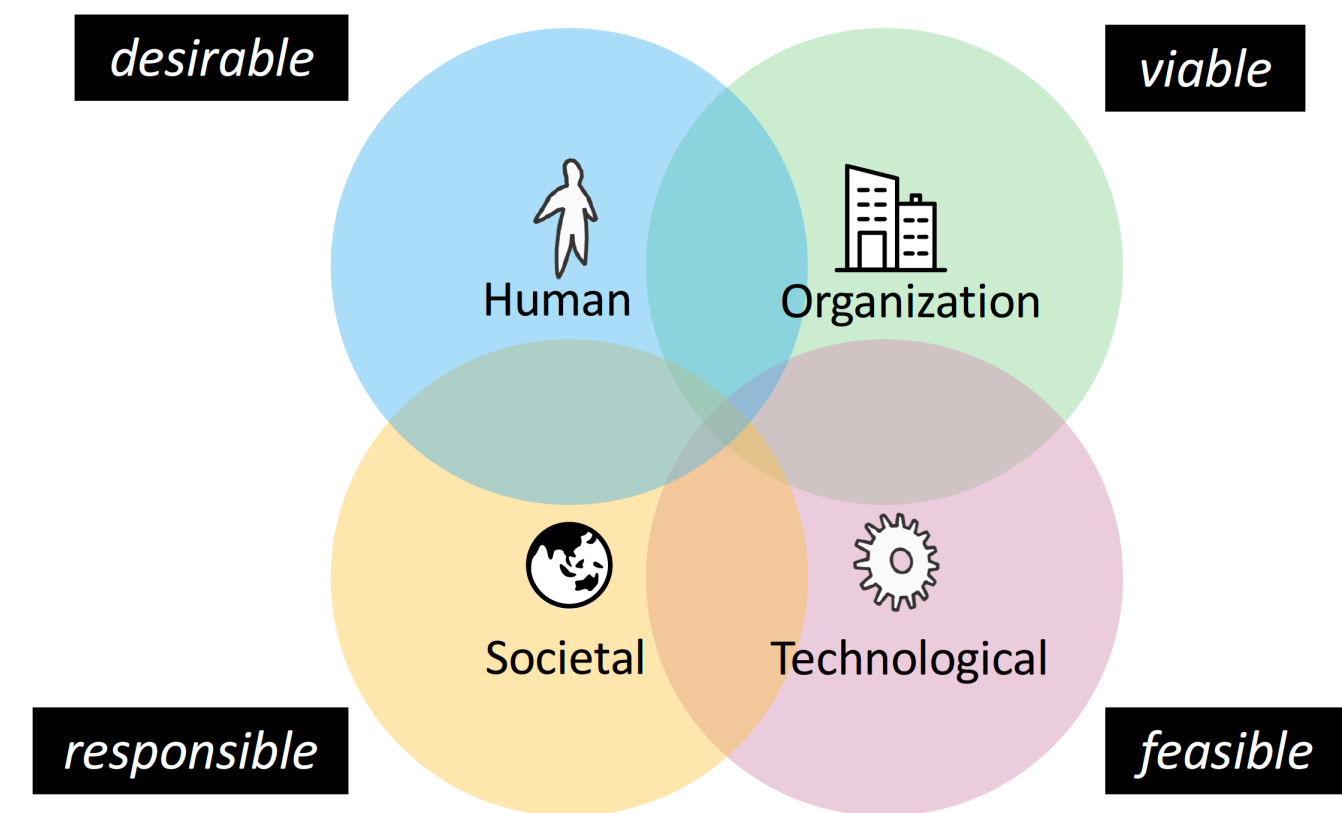 desirable
viable
Human
Organization
Societal
Technological
responsible
feasible